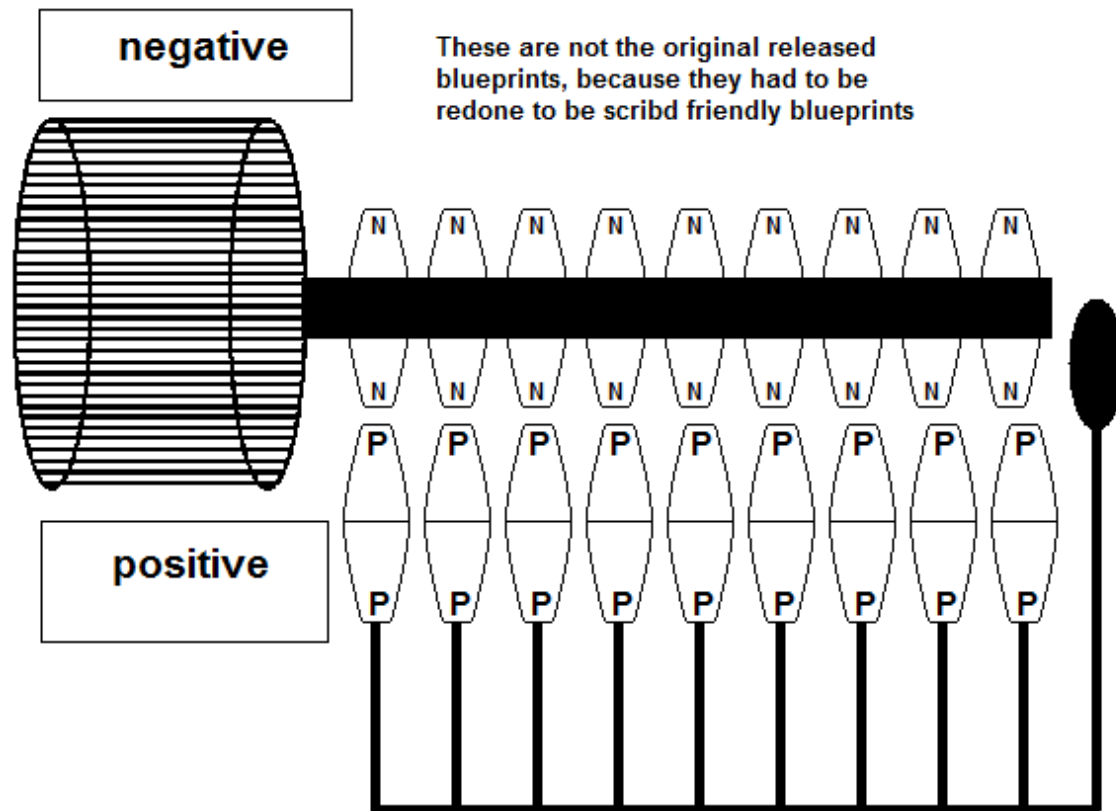 negative
These are not the original released
blueprints, because they had to be
redone to be scribd friendly blueprints
N N N N N N N N N
N N N N N N N N N
P P P P P P P P P
positive
P P P P P P P P P